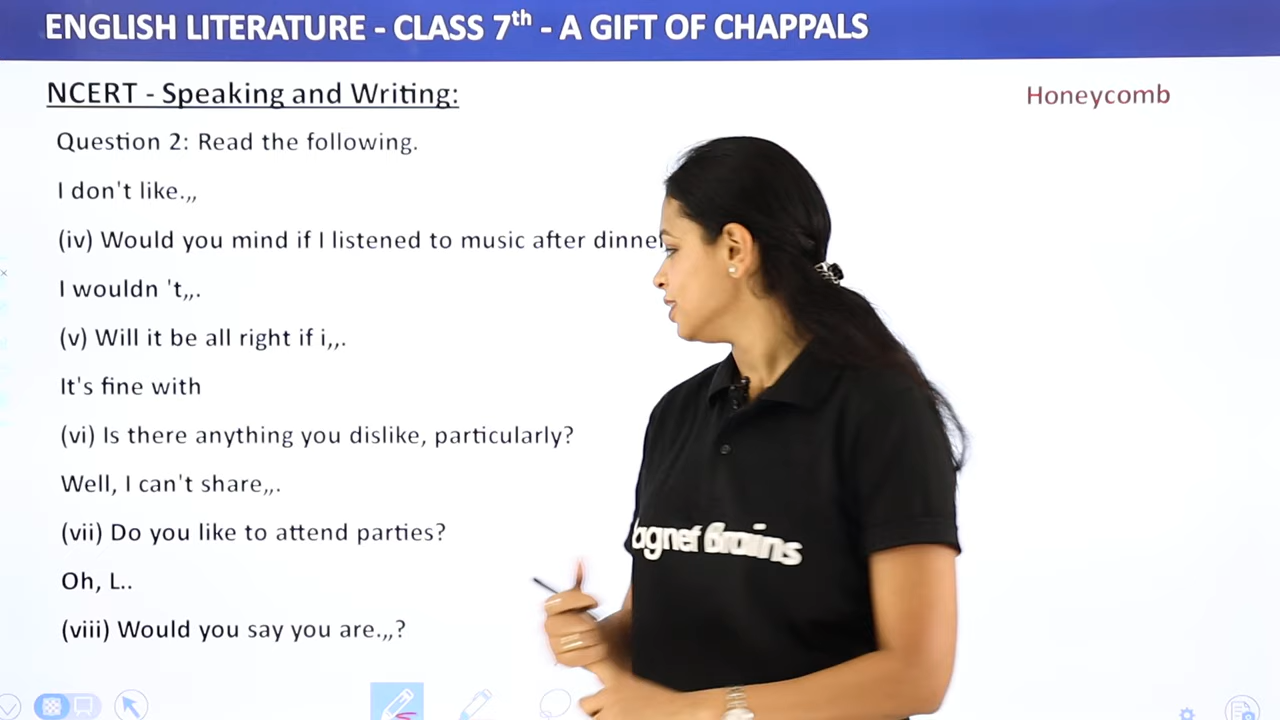 ENGLISH LITERATURE - CLASS 7th - A GIFT OF CHAPPALS
NCERT - Speaking and Writing:
Honeycomb
Question 2: Read the following.
I don't like.,,
(iv) Would you mind if I listened to music after dinner
I wouldn 't,,.
(v) Will it be all right if i,,.
It's fine with
(vi) Is there anything you dislike, particularly?
Well, I can't share,,.
(vii) Do you like to attend parties?
Oh, L..
(viii) Would you say you are.,,?
agnet Brains